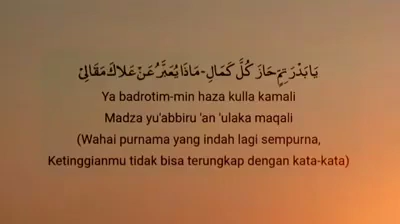 يَا بَدْرَ تِمٍّ حَازَ كُلَّ كَمَالِ - مَاذَا يُعَبِّرُ عَنْ عُلَاكَ مَقَالِيْ
Ya badrotim-min haza kulla kamali
Madza yu'abbiru 'an 'ulaka maqali
(Wahai purnama yang indah lagi sempurna,
Ketinggianmu tidak bisa terungkap dengan kata-kata)